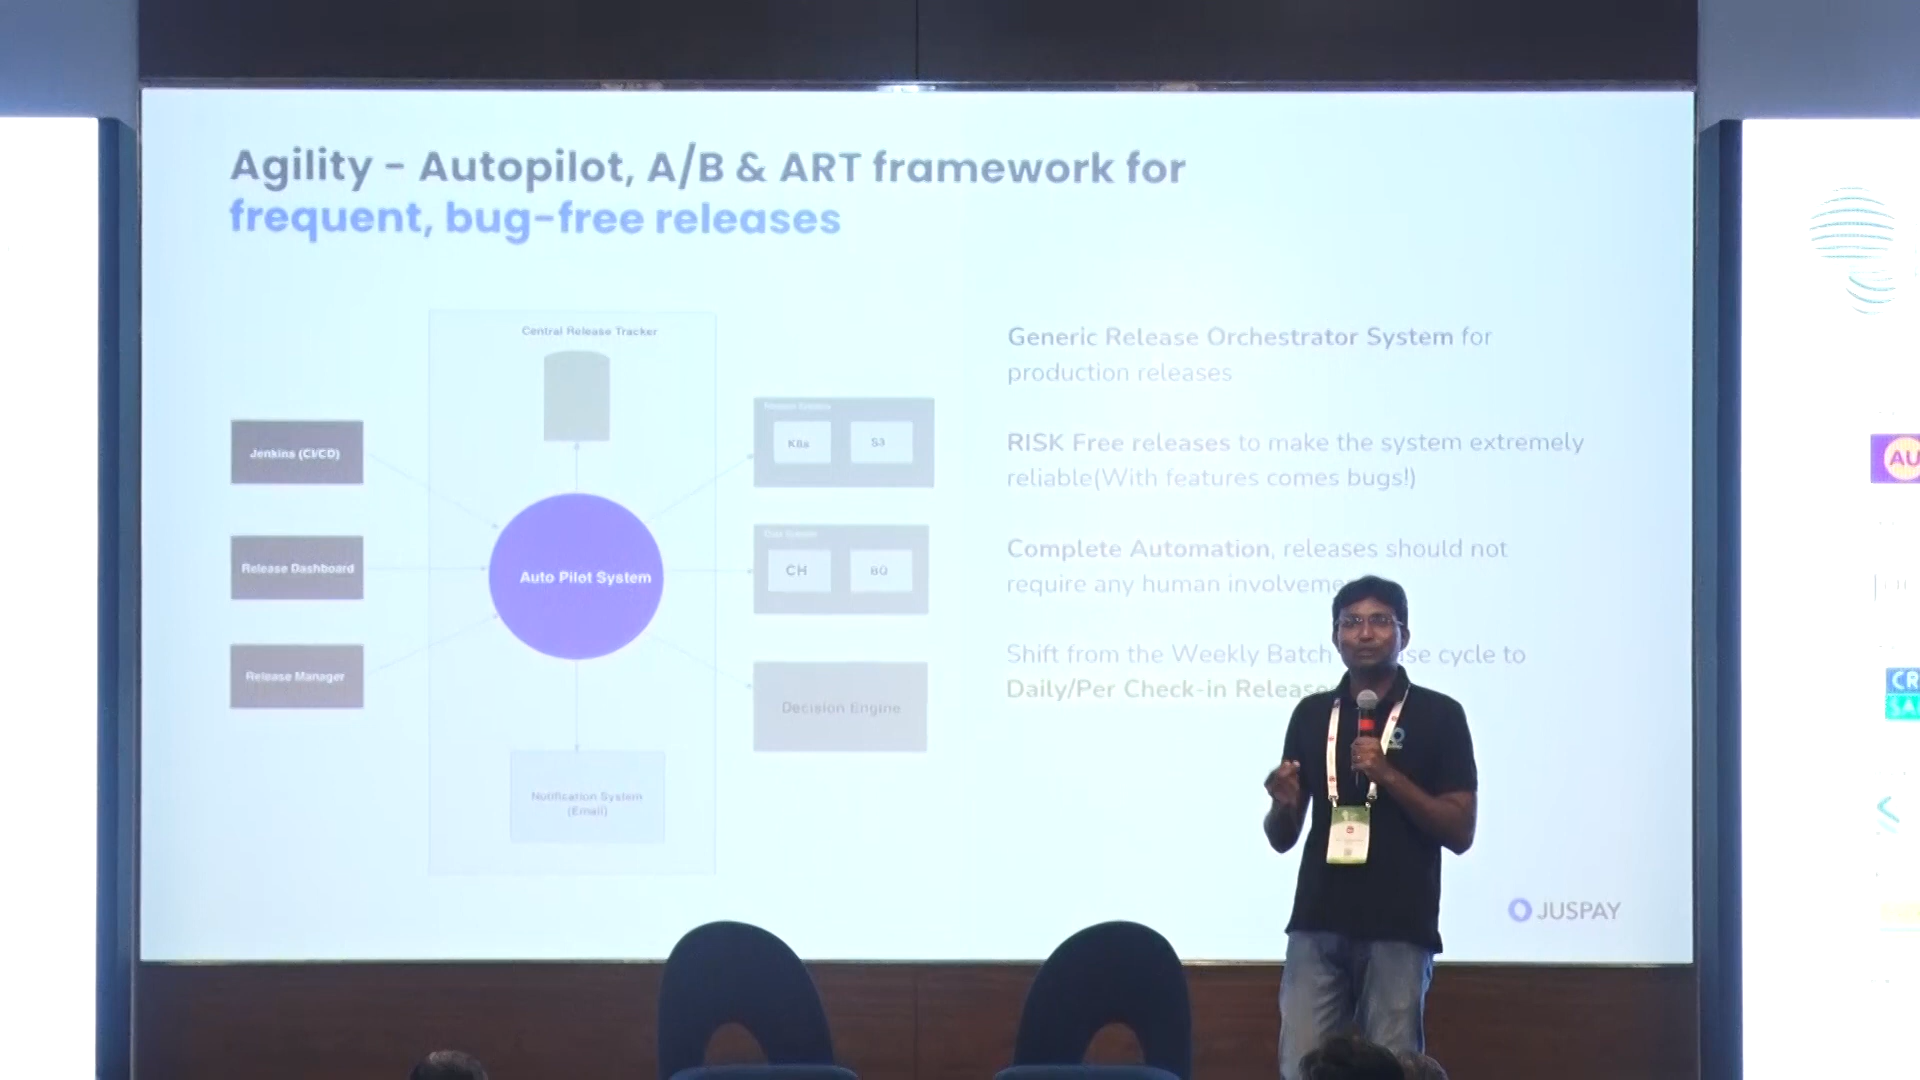 Agility - Autopilot, A/B & ART framework for
frequent, bug-free releases
Central Release Tracker
Jenkins (CI/CD)
Release Dashboard
Release Manager
Auto Pilot System
K8s
S3
CH
BQ
Decision Engine
Notification System
(Email)
Generic Release Orchestrator System for
production releases
RISK Free releases to make the system extremely
reliable(With features comes bugs!)
Complete Automation, releases should not
require any human
Shift from the Weekly Batch cycle to
Daily/Per Check-in
JUSPAY
AU